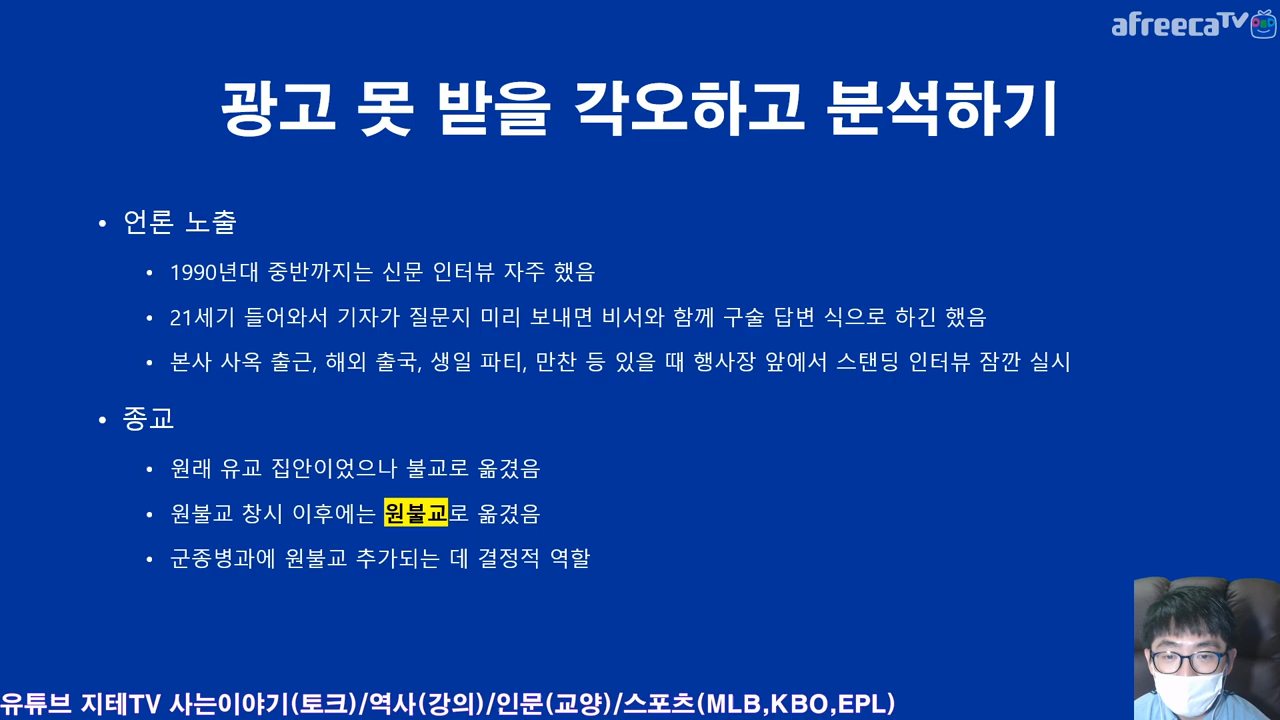 afreecaTV
광고 못 받을 각오하고 분석하기
• 언론 노출
• 1990년대 중반까지는 신문 인터뷰 자주 했음
• 21세기 들어와서 기자가 질문지 미리 보내면 비서와 함께 구술 답변 식으로 하긴 했음
• 본사 사옥 출근, 해외 출국, 생일 파티, 만찬 등 있을 때 행사장 앞에서 스탠딩 인터뷰 잠깐 실시
• 종교
• 원래 유교 집안이었으나 불교로 옮겼음
• 원불교 창시 이후에는 원불교로 옮겼음
• 군종병과에 원불교 추가되는 데 결정적 역할
유튜브 지테TV 사는이야기(토크)/역사(강의)/인문(교양)/스포츠(MLB,KBO,EPL)